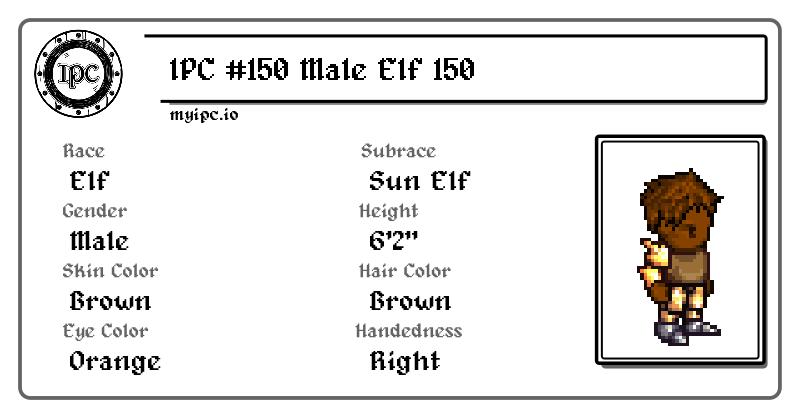 IPC
IPC #150 Male Elf 150
myipc.io
Race
Elf
Subrace
Sun Elf
Gender
Male
Height
6'2"
Skin Color
Brown
Hair Color
Brown
Eye Color
Orange
Handedness
Right